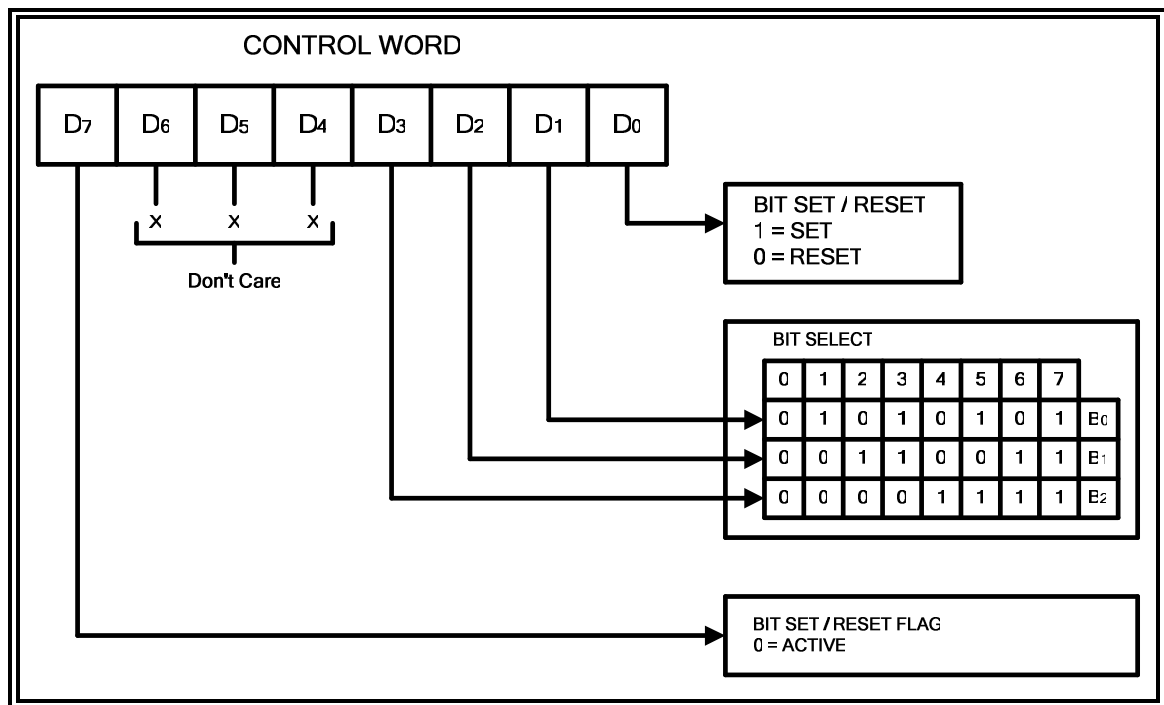 CONTROL WORD
D7 D6 D5 D4 D3 D2 D1 D0
x x x
Don't Care
BIT SET / RESET
1 = SET
0 = RESET
BIT SELECT
0 1 2 3 4 5 6 7
0 1 0 1 0 1 0 1 B0
0 0 1 1 0 0 1 1 B1
0 0 0 0 1 1 1 1 B2
BIT SET / RESET FLAG
0 = ACTIVE